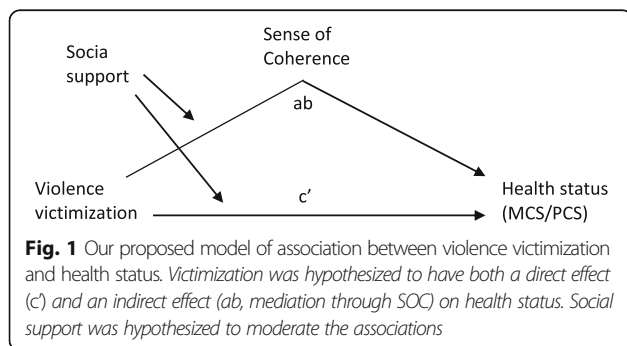 Socia
support
Sense of
Coherence
ab
Violence
victimization
c’
Health status
(MCS/PCS)
Fig. 1 Our proposed model of association between violence victimization
and health status. Victimization was hypothesized to have both a direct effect
(c’) and an indirect effect (ab, mediation through SOC) on health status. Social
support was hypothesized to moderate the associations